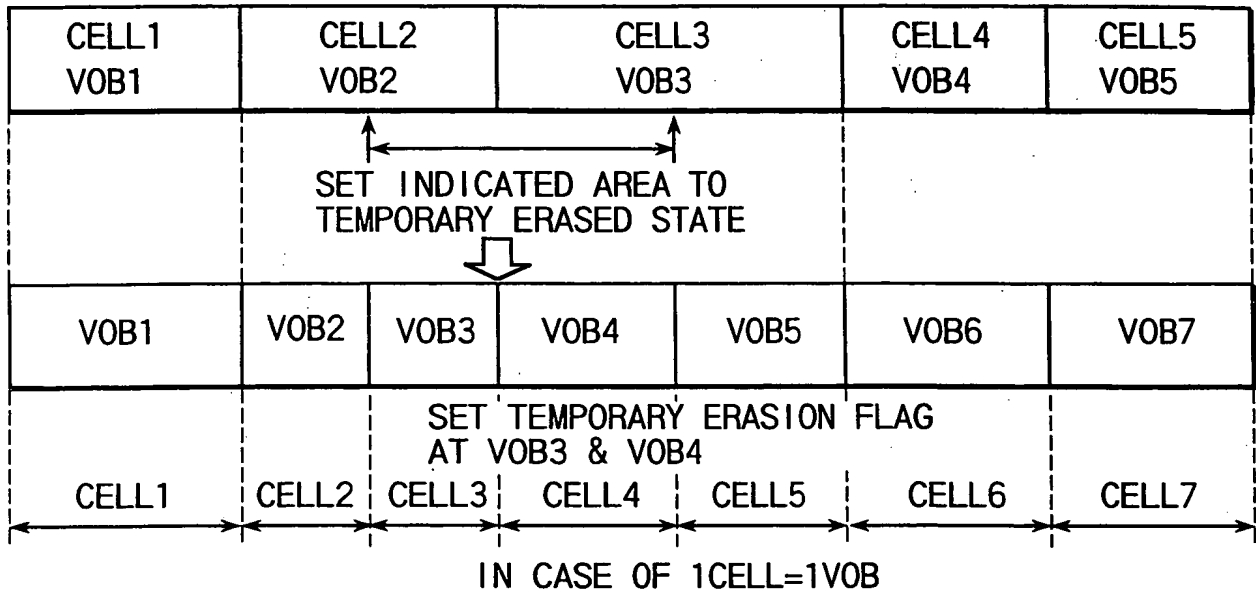 CELL1 CELL2 CELL3 CELL4 CELL5
VOB1 VOB2 VOB3 VOB4 VOB5
SET INDICATED AREA TO
TEMPORARY ERASED STATE
VOB1 VOB2 VOB3 VOB4 VOB5 VOB6 VOB7
SET TEMPORARY ERASION FLAG
AT VOB3 & VOB4
CELL1 CELL2 CELL3 CELL4 CELL5 CELL6 CELL7
IN CASE OF 1CELL=1VOB